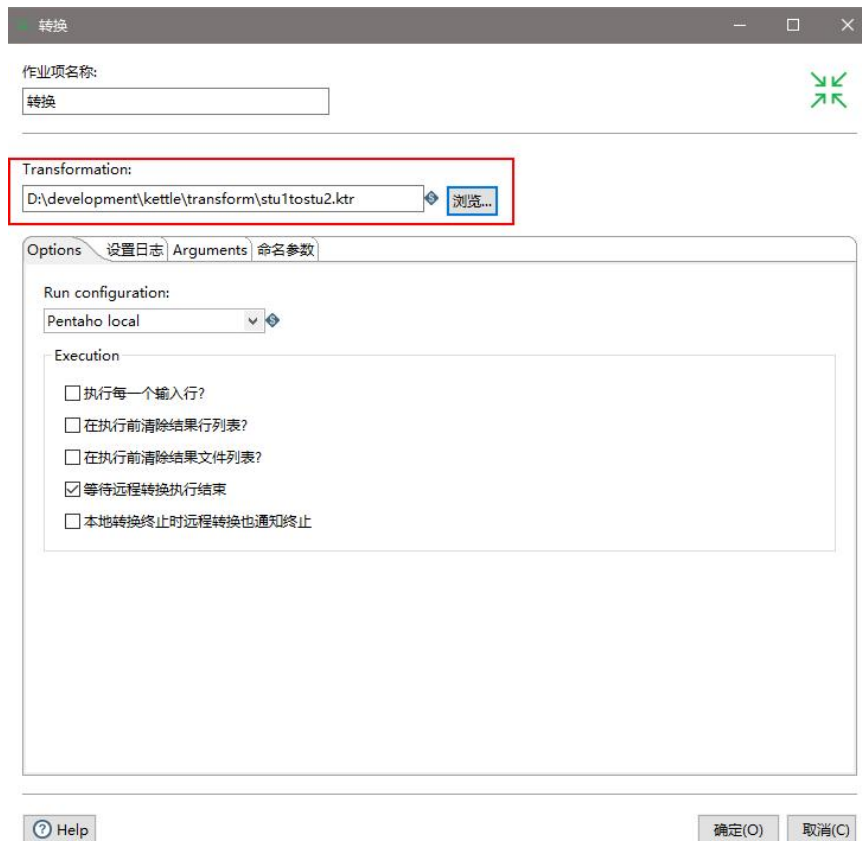 转换
作业项名称:
转换
Transformation:
D:\development\kettle\transform\stu1tostu2.ktr
浏览...
Options 设置日志 Arguments 命名参数
Run configuration:
Pentaho local
Execution
执行每一个输入行?
在执行前清除结果行列表?
在执行前清除结果文件列表?
等待远程转换执行结束
本地转换终止时远程转换也通知终止
Help 确定(O) 取消(C)